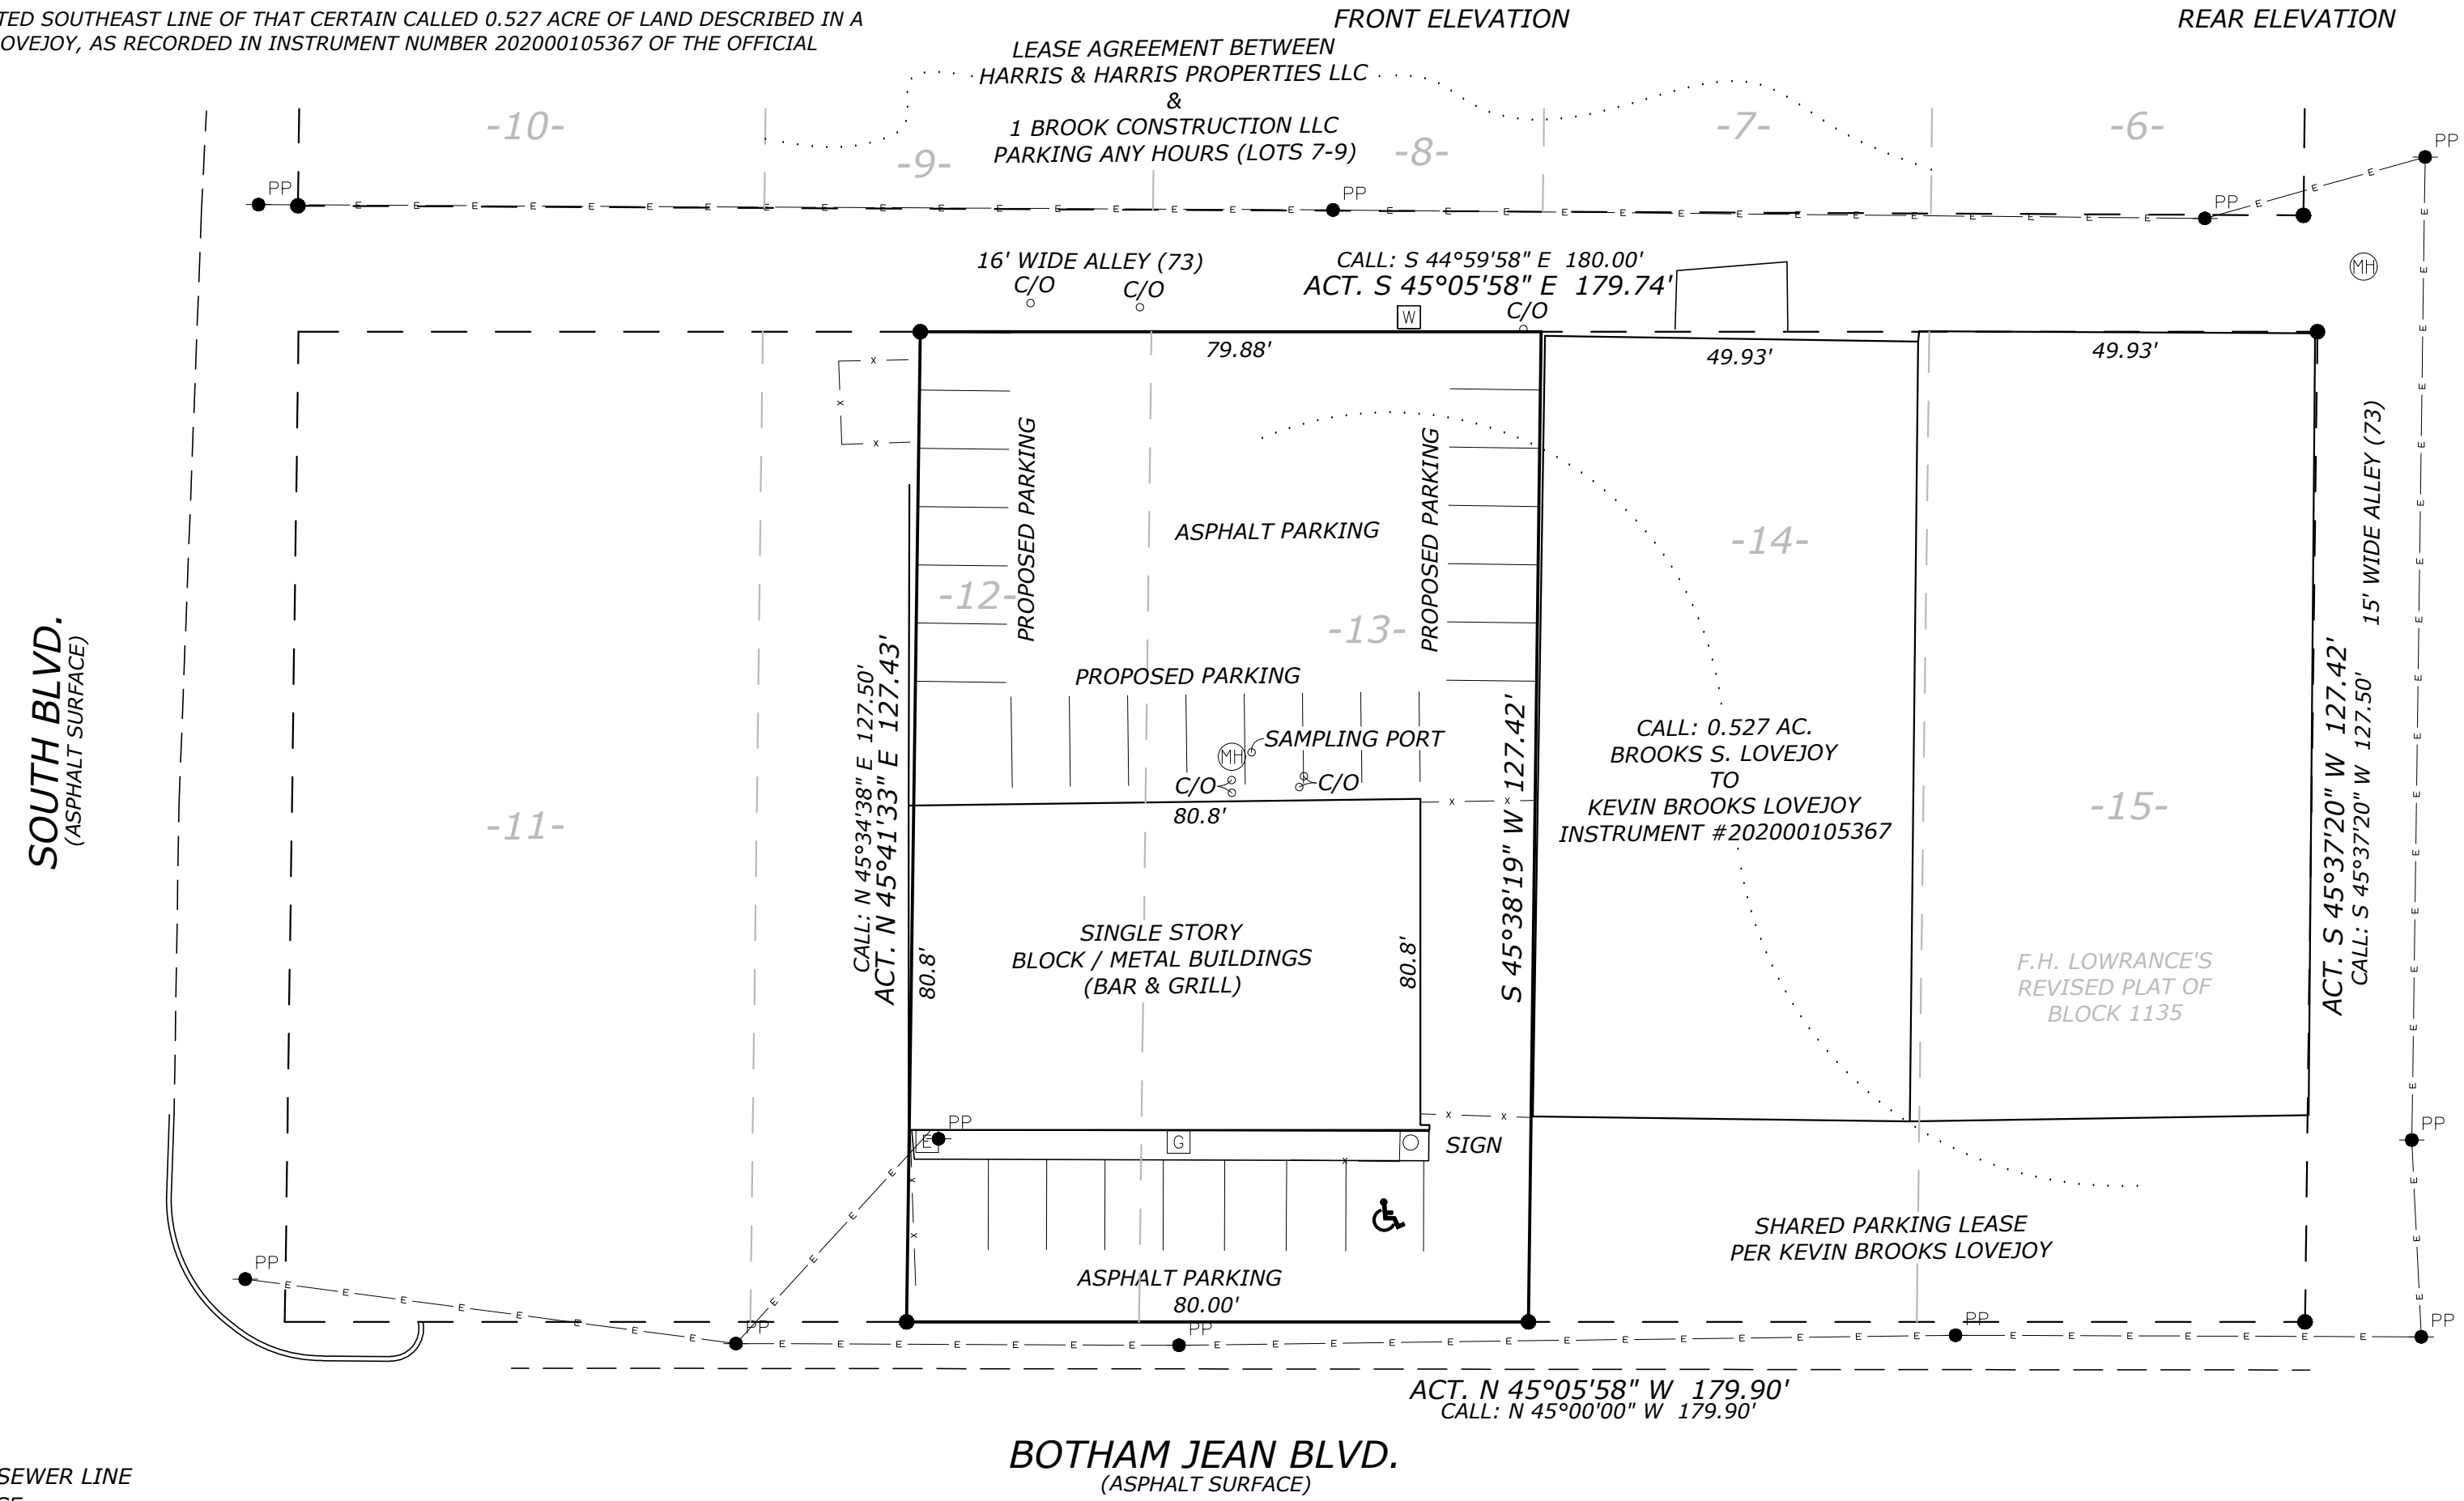 TED SOUTHEAST LINE OF THAT CERTAIN CALLED 0.527 ACRE OF LAND DESCRIBED IN A
OVEJOY, AS RECORDED IN INSTRUMENT NUMBER 202000105367 OF THE OFFICIAL
FRONT ELEVATION
REAR ELEVATION
LEASE AGREEMENT BETWEEN
HARRIS & HARRIS PROPERTIES LLC
&
1 BROOK CONSTRUCTION LLC
PARKING ANY HOURS (LOTS 7-9)
-10-
-9-
-8-
-7-
-6-
PP
PP
PP
PP
16' WIDE ALLEY (73)
C/O
C/O
CALL: S 44°59'58" E 180.00'
ACT. S 45°05'58" E 179.74'
W
C/O
MH
79.88'
49.93'
49.93'
PROPOSED PARKING
ASPHALT PARKING
PROPOSED PARKING
-12-
-13-
-14-
15' WIDE ALLEY (73)
SOUTH BLVD.
(ASPHALT SURFACE)
-11-
CALL: N 45°34'38" E 127.50'
ACT. N 45°41'33" E 127.43'
PROPOSED PARKING
MH
SAMPLING PORT
C/O
C/O
80.8'
S 45°38'19" W 127.42'
CALL: 0.527 AC.
BROOKS S. LOVEJOY
TO
KEVIN BROOKS LOVEJOY
INSTRUMENT #202000105367
-15-
ACT. S 45°37'20" W 127.42'
CALL: S 45°37'20" W 127.50'
80.8'
SINGLE STORY
BLOCK / METAL BUILDINGS
(BAR & GRILL)
80.8'
F.H. LOWRANCE'S
REVISED PLAT OF
BLOCK 1135
PP
E
G
SIGN
PP
SHARED PARKING LEASE
PER KEVIN BROOKS LOVEJOY
PP
ASPHALT PARKING
80.00'
PP
PP
PP
PP
ACT. N 45°05'58" W 179.90'
CALL: N 45°00'00" W 179.90'
BOTHAM JEAN BLVD.
(ASPHALT SURFACE)
SEWER LINE